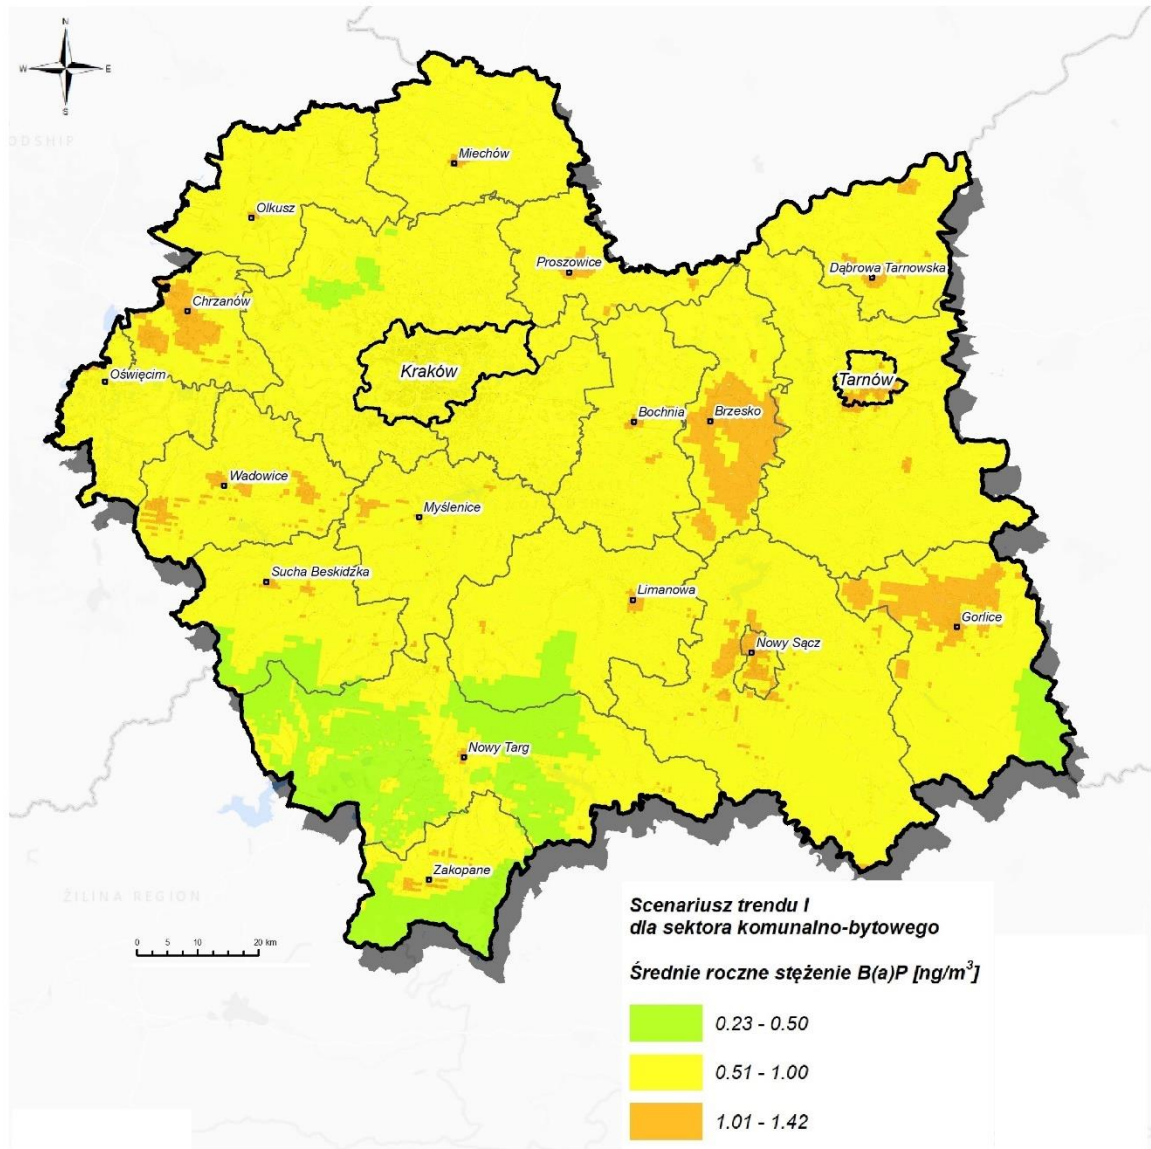 N
W E
S
ODSHIP
Miechów
Olkusz
Proszowice
Dąbrowa Tarnowska
Chrzanów
Kraków
Tarnów
Oświęcim
Bochnia
Brzesko
Wadowice
Myślenice
Sucha Beskidzka
Limanowa
Gorlice
Nowy Sącz
Nowy Targ
Zakopane
ŻILINA REGION
0 5 10 20 km
Scenariusz trendu I
dla sektora komunalno-bytowego
Średnie roczne stężenie B(a)P [ng/m³]
0.23 - 0.50
0.51 - 1.00
1.01 - 1.42